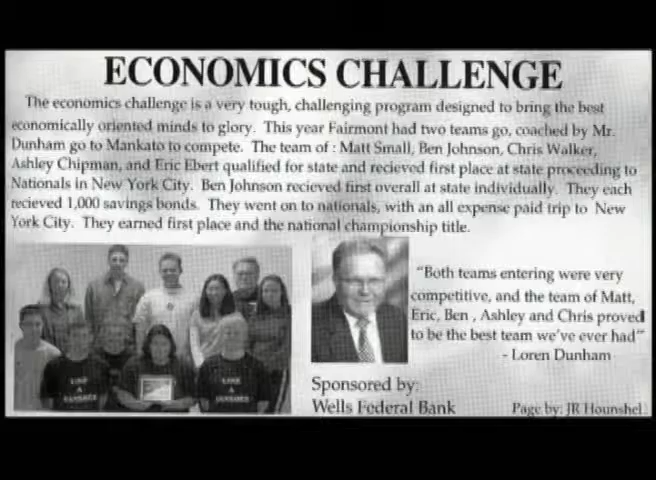 ECONOMICS CHALLENGE
The economics challenge is a very tough, challenging program designed to bring the best
economically oriented minds to glory. This year Fairmont had two teams go, coached by Mr.
Dunham go to Mankato to compete. The team of : Matt Small, Ben Johnson, Chris Walker,
Ashley Chipman, and Eric Ebert qualified for state and recieved first place at state proceeding to
Nationals in New York City. Ben Johnson recieved first overall at state individually. They each
recieved 1,000 savings bonds. They went on to nationals, with an all expense paid trip to New
York City. They earned first place and the national championship title.
"Both teams entering were very
competitive, and the team of Matt,
Eric, Ben , Ashley and Chris proved
to be the best team we've ever had"
- Loren Dunham
Sponsored by:
Wells Federal Bank
Page by: JR Hounshel